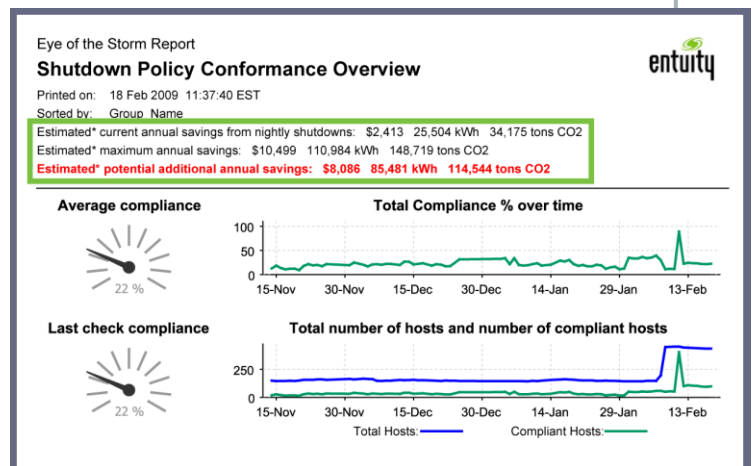 Eye of the Storm Report
entuity
Shutdown Policy Conformance Overview
Printed on: 18 Feb 2009 11:37:40 EST
Sorted by: Group_Name
Estimated* current annual savings from nightly shutdowns: $2,413 25,504 kWh 34,175 tons CO2
Estimated* maximum annual savings: $10,499 110,984 kWh 148,719 tons CO2
Estimated* potential additional annual savings: $8,086 85,481 kWh 114,544 tons CO2
Average compliance
22 %
Total Compliance % over time
100
50
0
15-Nov 30-Nov 15-Dec 30-Dec 14-Jan 29-Jan 13-Feb
Last check compliance
22 %
Total number of hosts and number of compliant hosts
250
0
15-Nov 30-Nov 15-Dec 30-Dec 14-Jan 29-Jan 13-Feb
Total Hosts: Compliant Hosts: